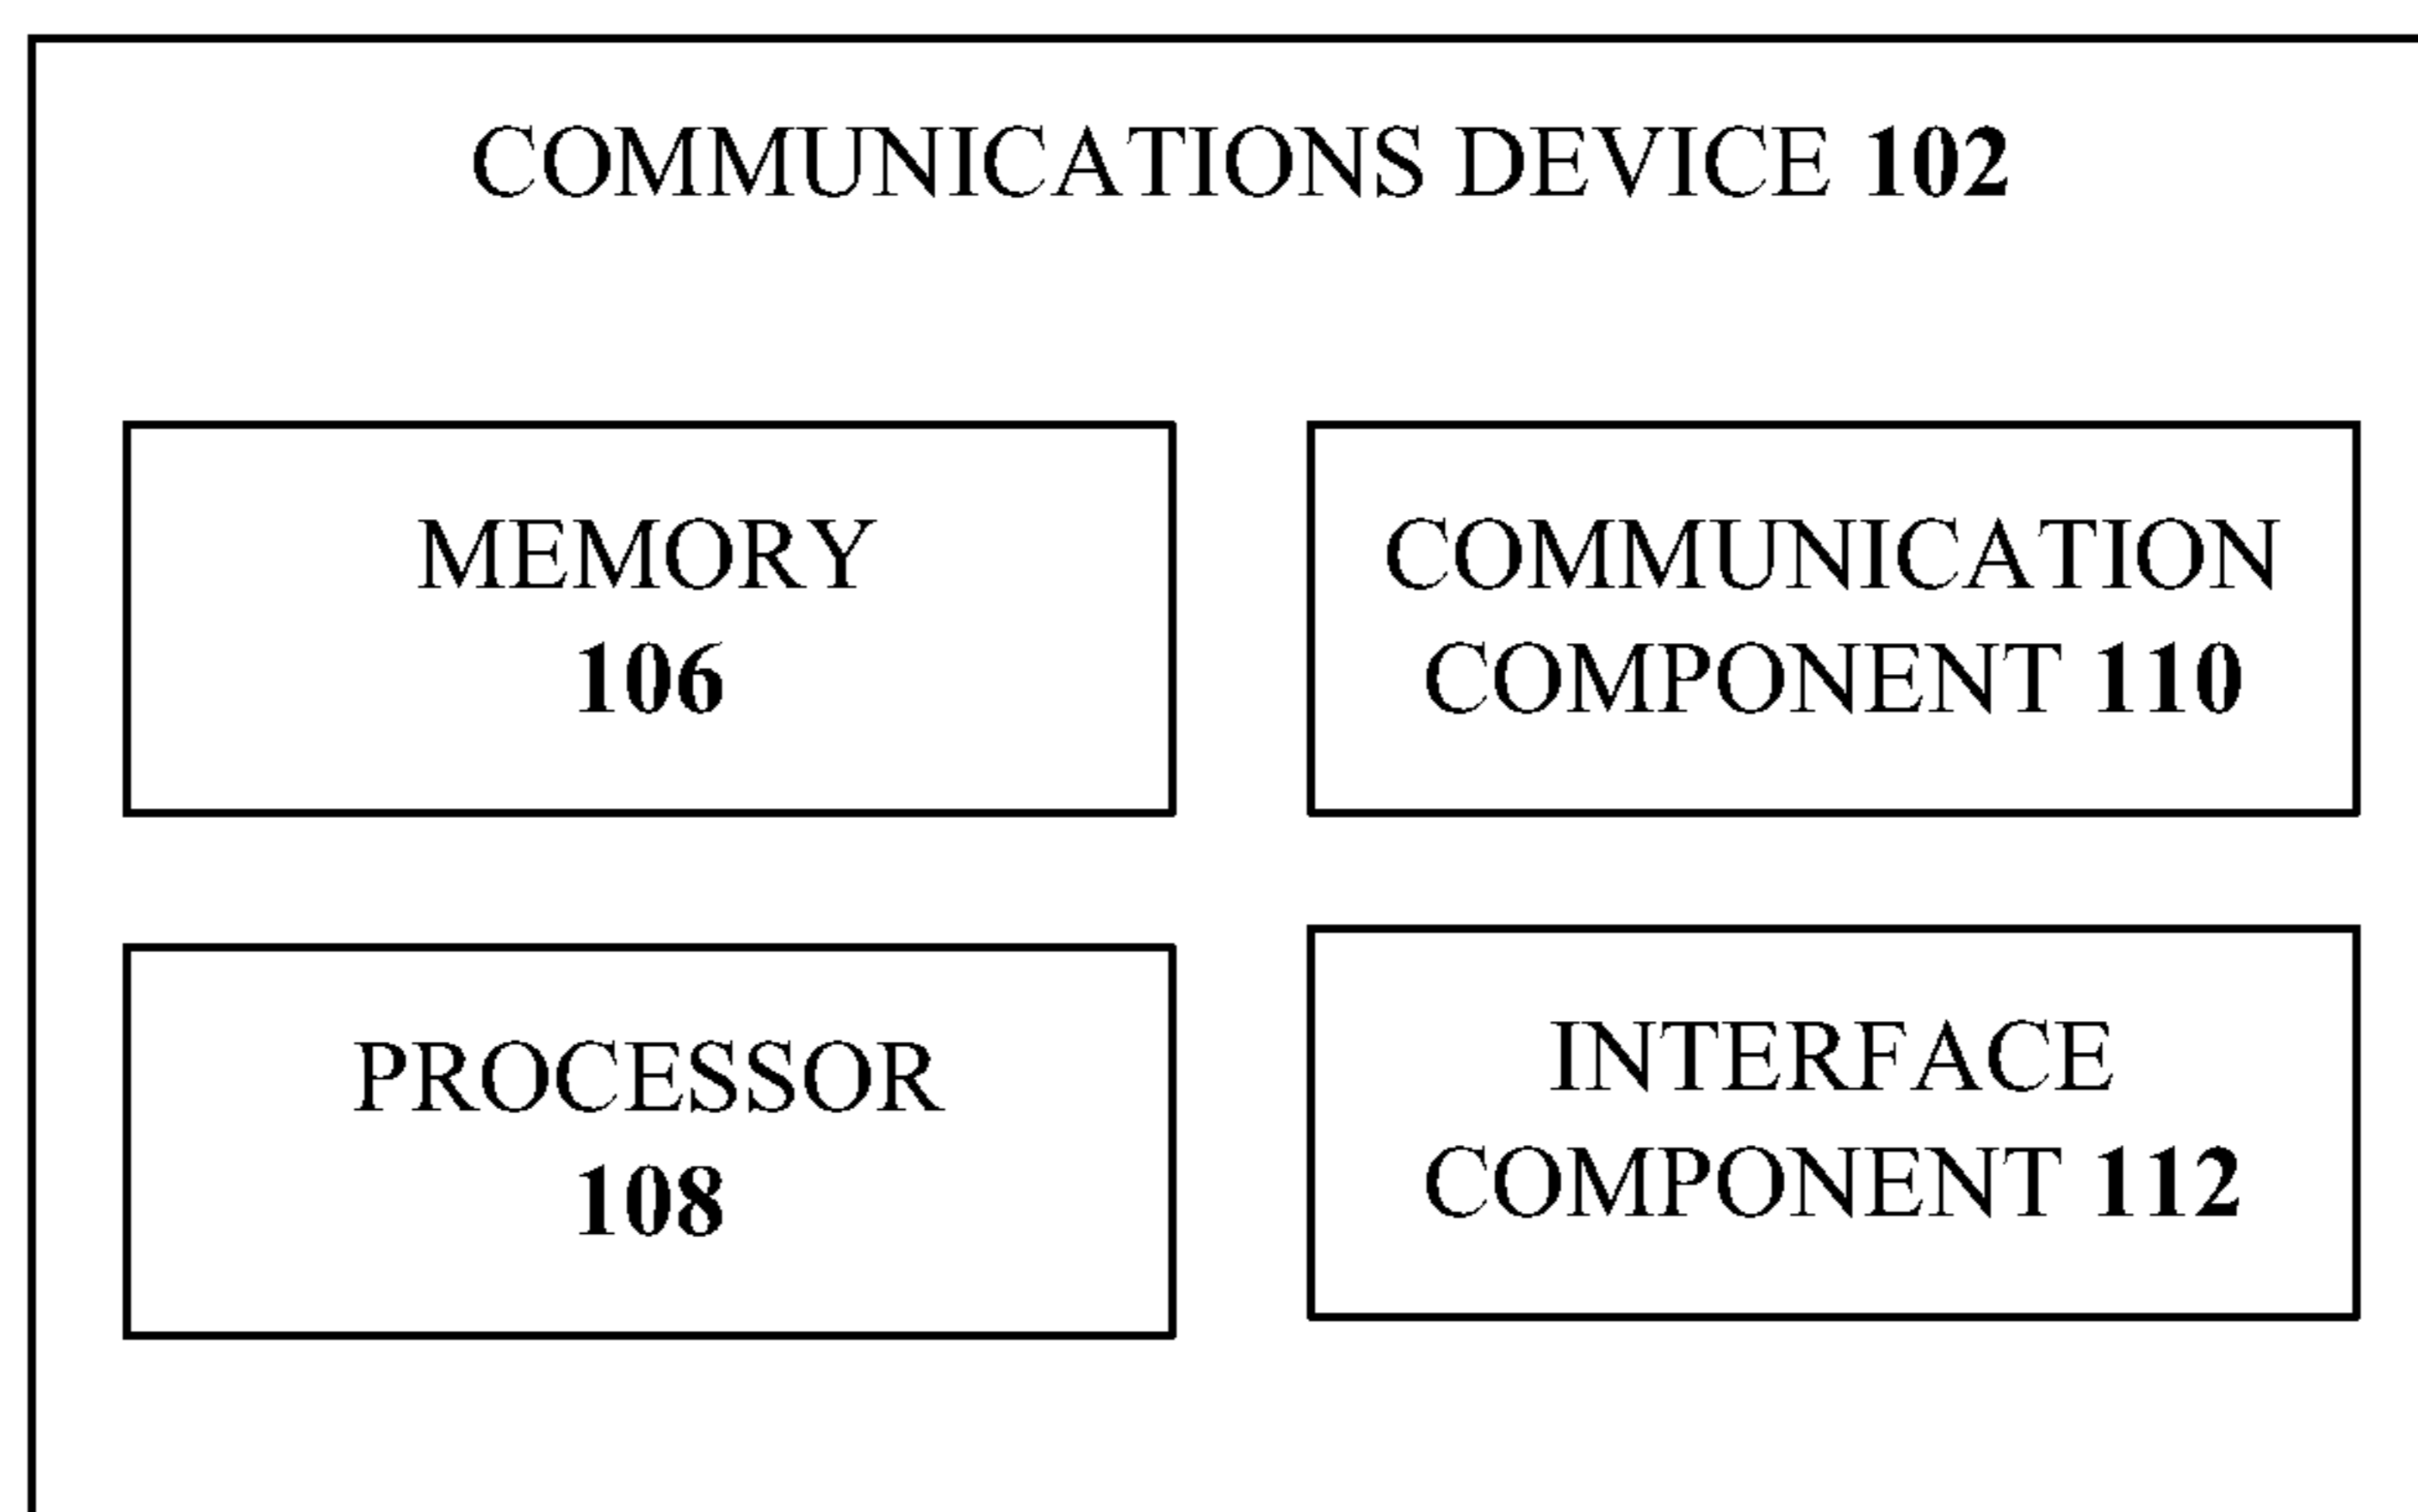 COMMUNICATIONS DEVICE 102
MEMORY
106
COMMUNICATION
COMPONENT 110
PROCESSOR
108
INTERFACE
COMPONENT 112